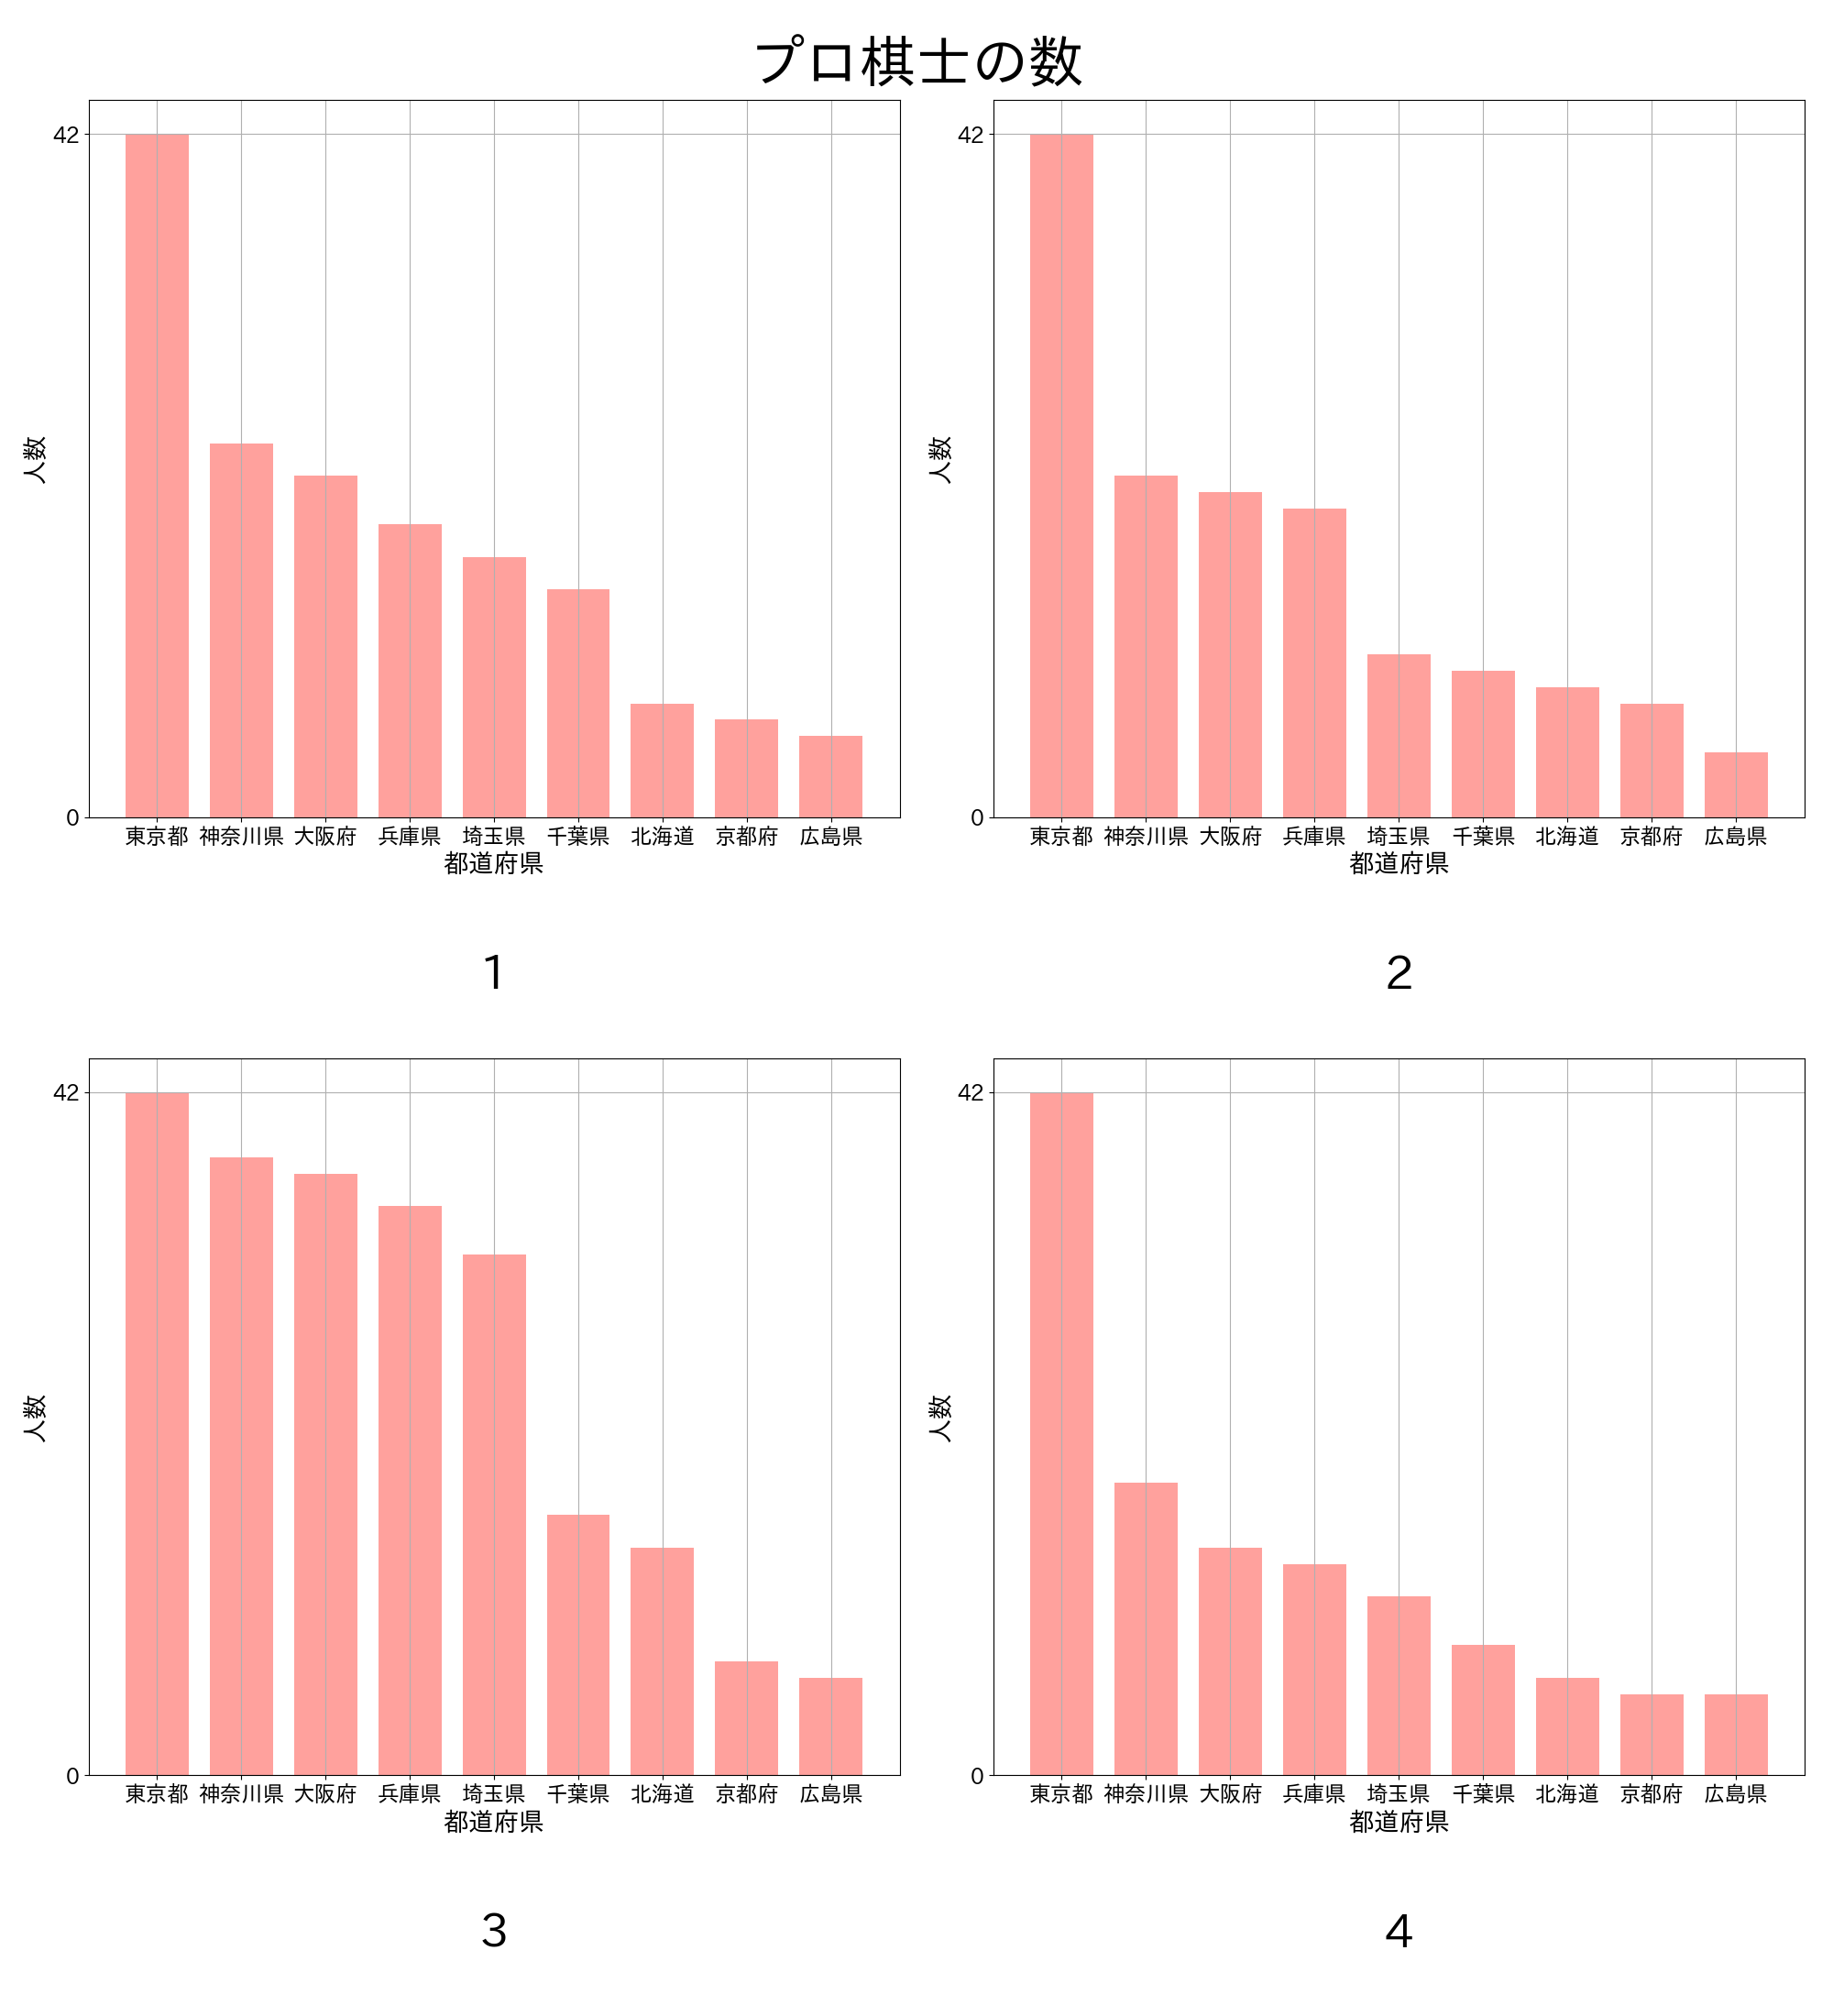 プロ棋士の数
42
0
人数
東京都 神奈川県 大阪府 兵庫県 埼玉県 千葉県 北海道 京都府 広島県
都道府県
1
42
0
人数
東京都 神奈川県 大阪府 兵庫県 埼玉県 千葉県 北海道 京都府 広島県
都道府県
2
42
0
人数
東京都 神奈川県 大阪府 兵庫県 埼玉県 千葉県 北海道 京都府 広島県
都道府県
3
42
0
人数
東京都 神奈川県 大阪府 兵庫県 埼玉県 千葉県 北海道 京都府 広島県
都道府県
4